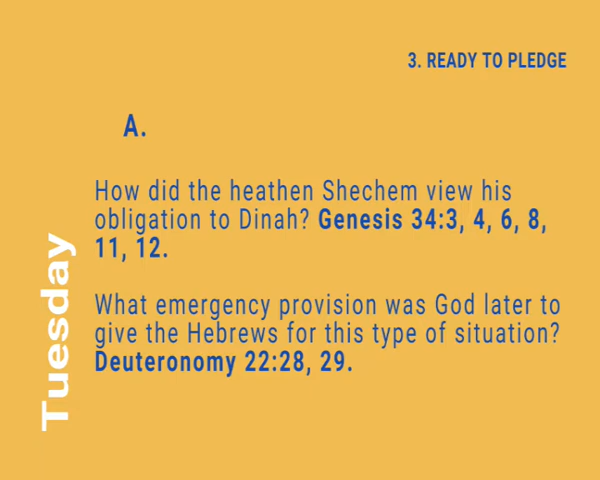 3. READY TO PLEDGE
A.
How did the heathen Shechem view his
obligation to Dinah? Genesis 34:3, 4, 6, 8,
11, 12.
What emergency provision was God later to
give the Hebrews for this type of situation?
Deuteronomy 22:28, 29.
Tuesday